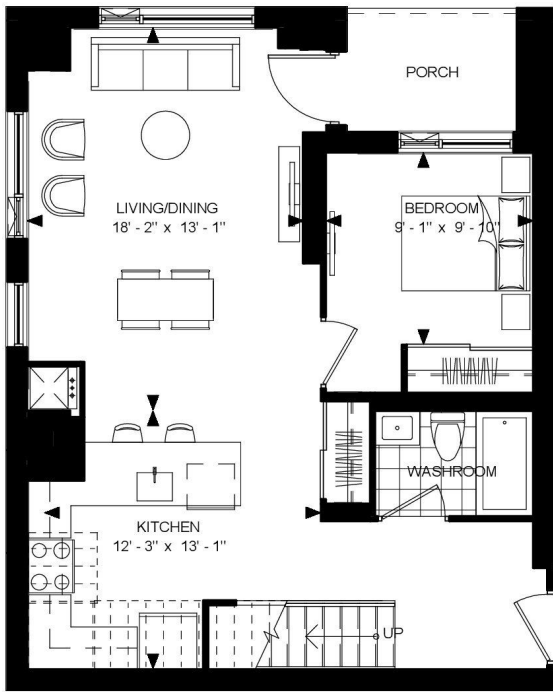 PORCH
LIVING/DINING
18' - 2" x 13' - 1"
BEDROOM
9' - 1" x 9' - 10"
WASHROOM
KITCHEN
12' - 3" x 13' - 1"
UP